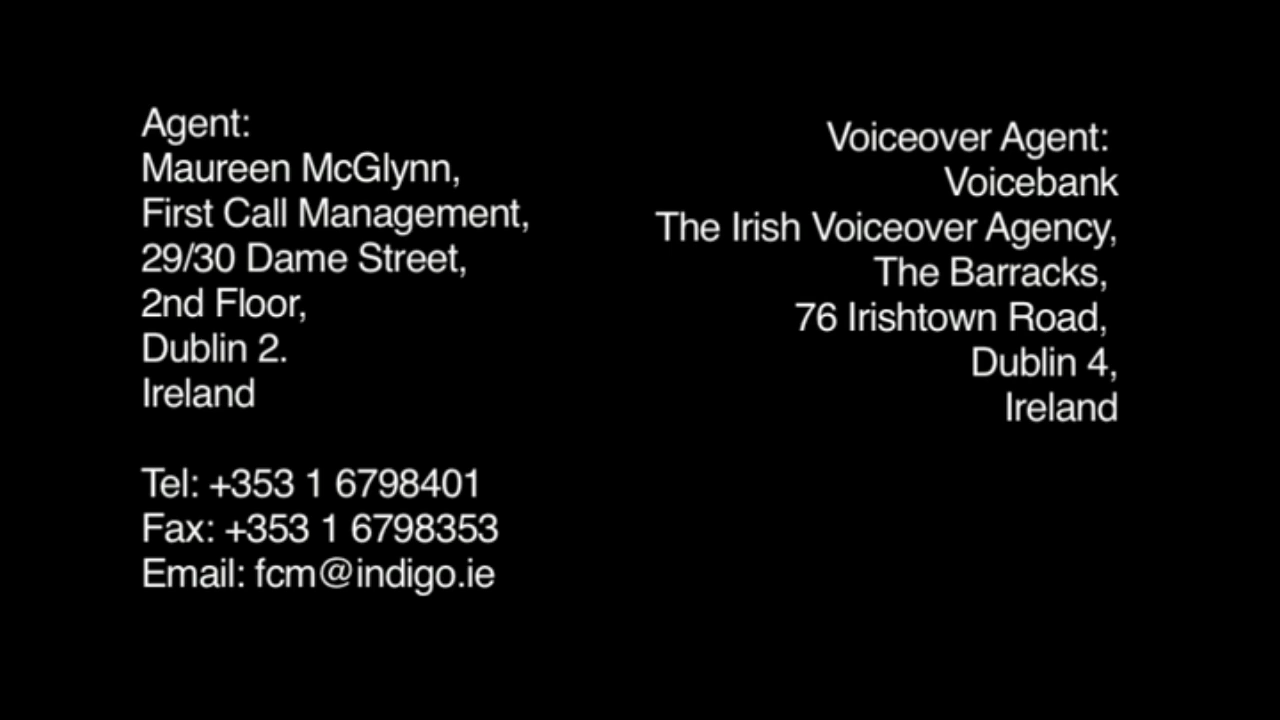 Agent:
Maureen McGlynn,
First Call Management,
29/30 Dame Street,
2nd Floor,
Dublin 2.
Ireland
Tel: +353 1 6798401
Fax: +353 1 6798353
Email: fcm@indigo.ie
Voiceover Agent:
Voicebank
The Irish Voiceover Agency,
The Barracks,
76 Irishtown Road,
Dublin 4,
Ireland